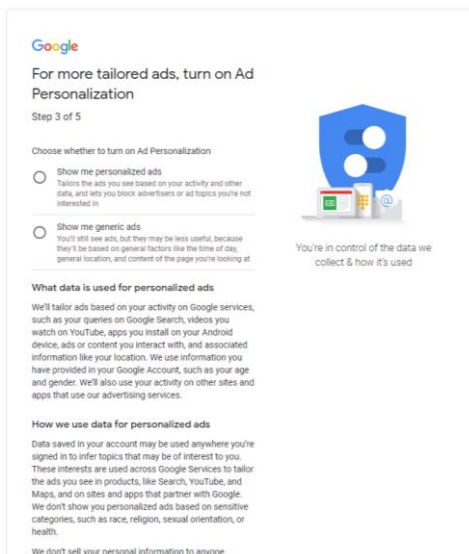 Google
For more tailored ads, turn on Ad
Personalization
Step 3 of 5
Choose whether to turn on Ad Personalization
Show me personalized ads
Tailors the ads you see based on your activity and other
data, and lets you block advertisers or ad topics you're not
interested in
Show me generic ads
You'll still see ads, but they may be less useful, because
they'll be based on general factors like the time of day,
general location, and content of the page you're looking at
You're in control of the data we
collect & how it's used
What data is used for personalized ads
We'll tailor ads based on your activity on Google services,
such as your queries on Google Search, videos you
watch on YouTube, apps you install on your Android
device, ads or content you interact with, and associated
information like your location. We use information you
have provided in your Google Account, such as your age
and gender. We'll also use your activity on other sites and
apps that use our advertising services.
How we use data for personalized ads
Data saved in your account may be used anywhere you're
signed in to infer topics that may be of interest to you.
These interests are used across Google Services to tailor
the ads you see in products, like Search, YouTube, and
Maps, and on sites and apps that partner with Google.
We don't show you personalized ads based on sensitive
categories, such as race, religion, sexual orientation, or
health.
We don't sell your personal information to anyone